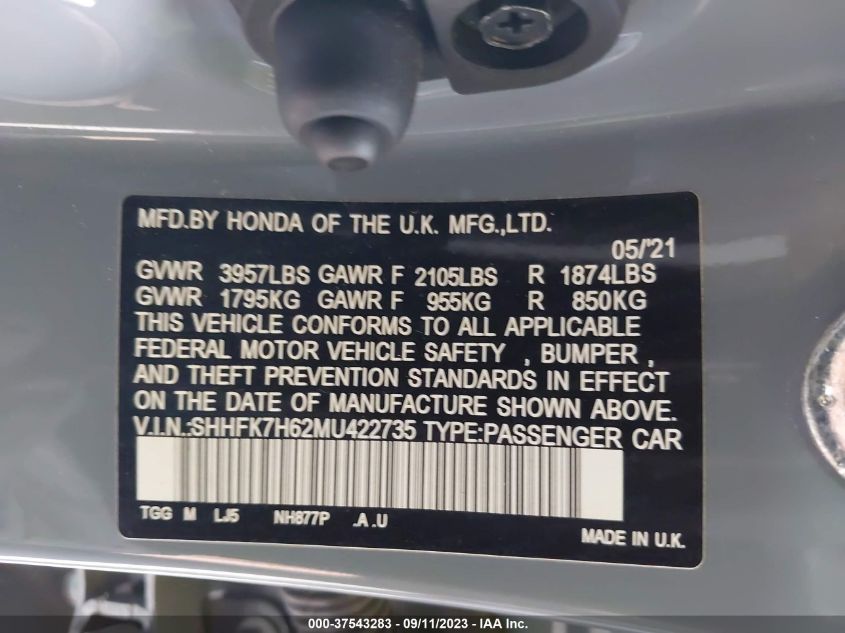 MFD.BY HONDA OF THE U.K. MFG.,LTD.
05/'21
GVWR 3957LBS GAWR F 2105LBS R 1874LBS
GVWR 1795KG GAWR F 955KG R 850KG
THIS VEHICLE CONFORMS TO ALL APPLICABLE
FEDERAL MOTOR VEHICLE SAFETY , BUMPER ,
AND THEFT PREVENTION STANDARDS IN EFFECT
ON THE DATE OF MANUFACTURE SHOWN ABOVE.
V.I.N.:SHHFK7H62MU422735 TYPE:PASSENGER CAR
TGG M LJ5 NH877P .A .U
MADE IN U.K.
000-37543283 - 09/11/2023 - IAA Inc.